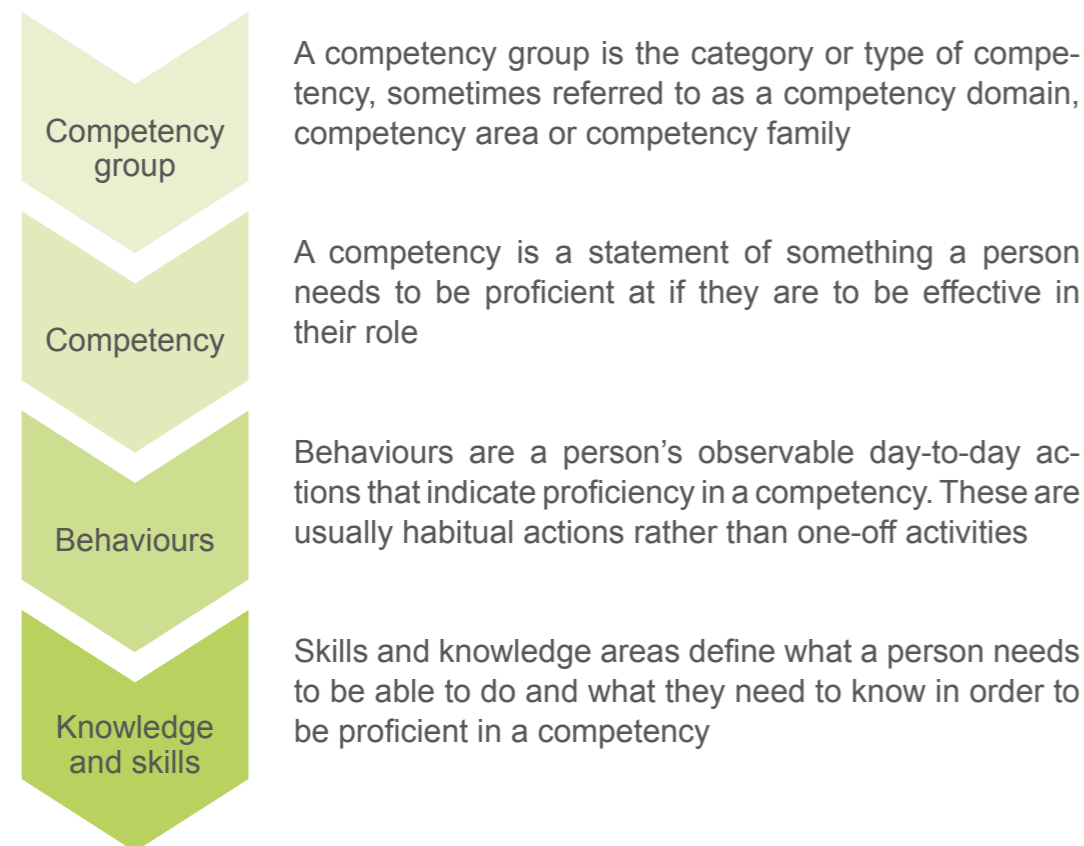 Competency
group
A competency group is the category or type of compe-
tency, sometimes referred to as a competency domain,
competency area or competency family
Competency
A competency is a statement of something a person
needs to be proficient at if they are to be effective in
their role
Behaviours
Behaviours are a person's observable day-to-day ac-
tions that indicate proficiency in a competency. These are
usually habitual actions rather than one-off activities
Knowledge
and skills
Skills and knowledge areas define what a person needs
to be able to do and what they need to know in order to
be proficient in a competency